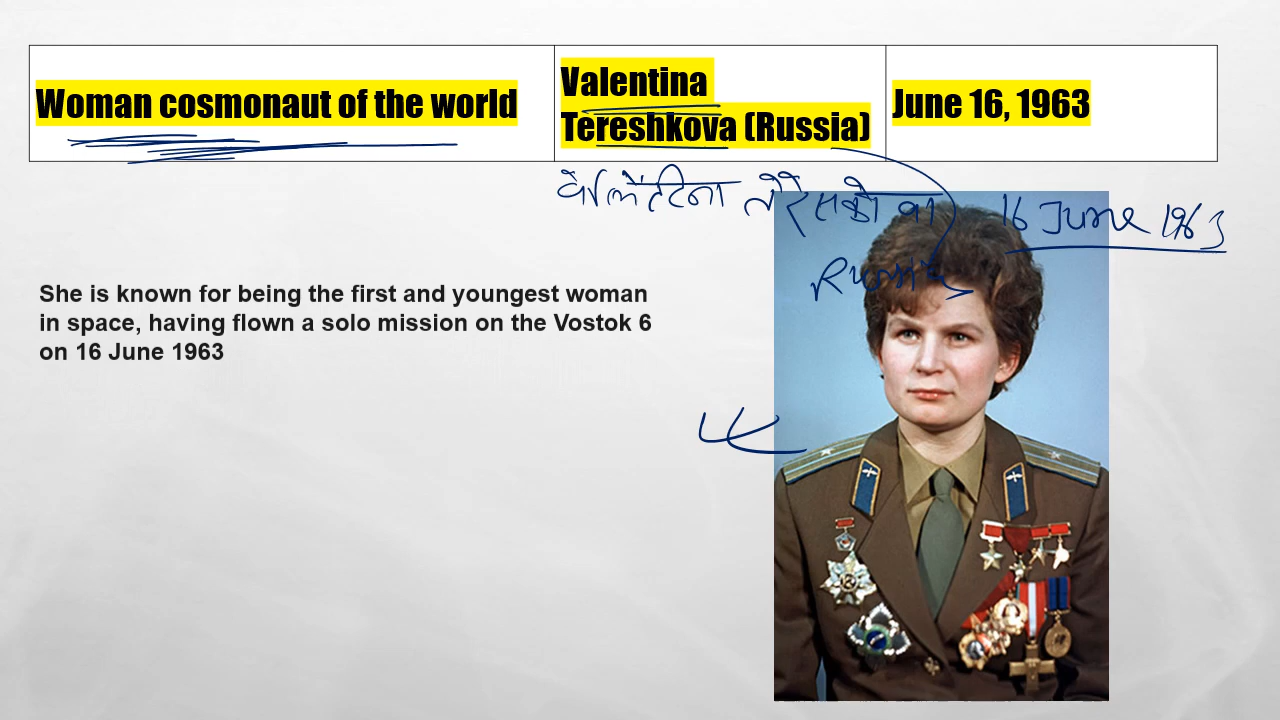 Woman cosmonaut of the world
Valentina
Tereshkova (Russia)
June 16, 1963
वेलेंटिना तेरेसकोवा
16 June 1963
Russia
She is known for being the first and youngest woman
in space, having flown a solo mission on the Vostok 6
on 16 June 1963